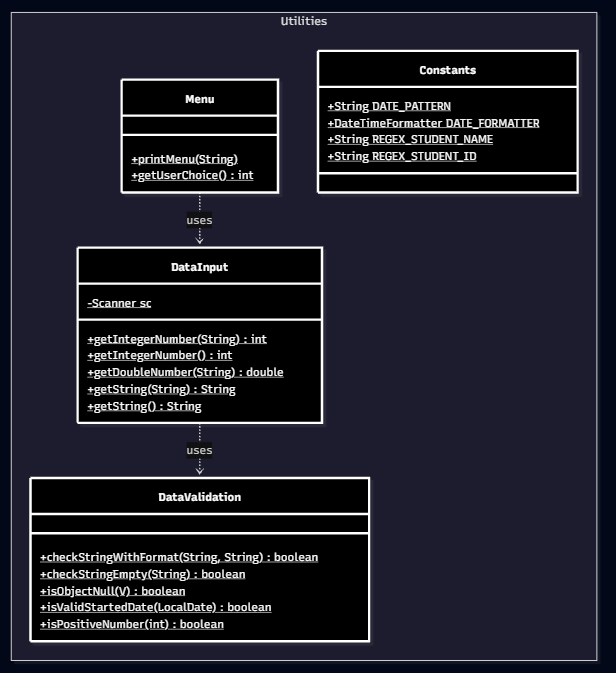 Utilities
Menu
+printMenu(String)
+getUserChoice() : int
Constants
+String DATE_PATTERN
+DateTimeFormatter DATE_FORMATTER
+String REGEX_STUDENT_NAME
+String REGEX_STUDENT_ID
uses
DataInput
-Scanner sc
+getIntegerNumber(String) : int
+getIntegerNumber() : int
+getDoubleNumber(String) : double
+getString(String) : String
+getString() : String
uses
DataValidation
+checkStringWithFormat(String, String) : boolean
+checkStringEmpty(String) : boolean
+isObjectNull(V) : boolean
+isValidStartedDate(LocalDate) : boolean
+isPositiveNumber(int) : boolean